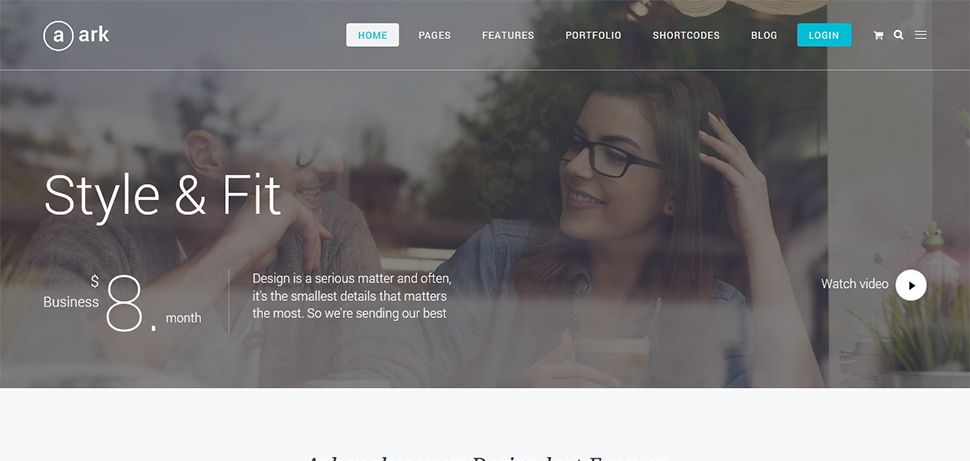 a ark
HOME PAGES FEATURES PORTFOLIO SHORTCODES BLOG LOGIN
Style & Fit
$
Business 8. month
Design is a serious matter and often,
it's the smallest details that matters
the most. So we're sending our best
Watch video